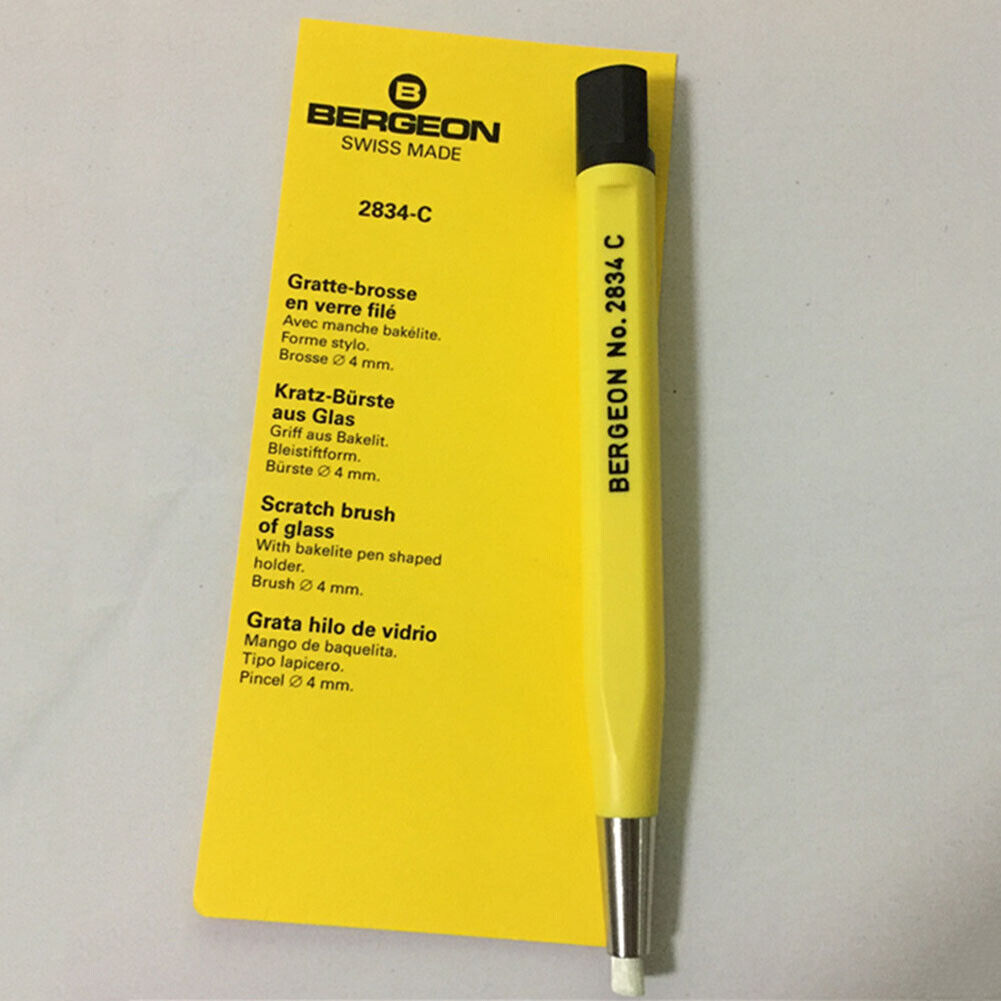 B
BERGEON
SWISS MADE
2834-C
Gratte-brosse
en verre filé
Avec manche bakélite.
Forme stylo.
Brosse ∅ 4 mm.
Kratz-Bürste
aus Glas
Griff aus Bakelit.
Bleistiftform.
Bürste ∅ 4 mm.
Scratch brush
of glass
With bakelite pen shaped
holder.
Brush ∅ 4 mm.
Grata hilo de vidrio
Mango de baquelita.
Tipo lapicero.
Pincel ∅ 4 mm.
BERGEON No. 2834 C